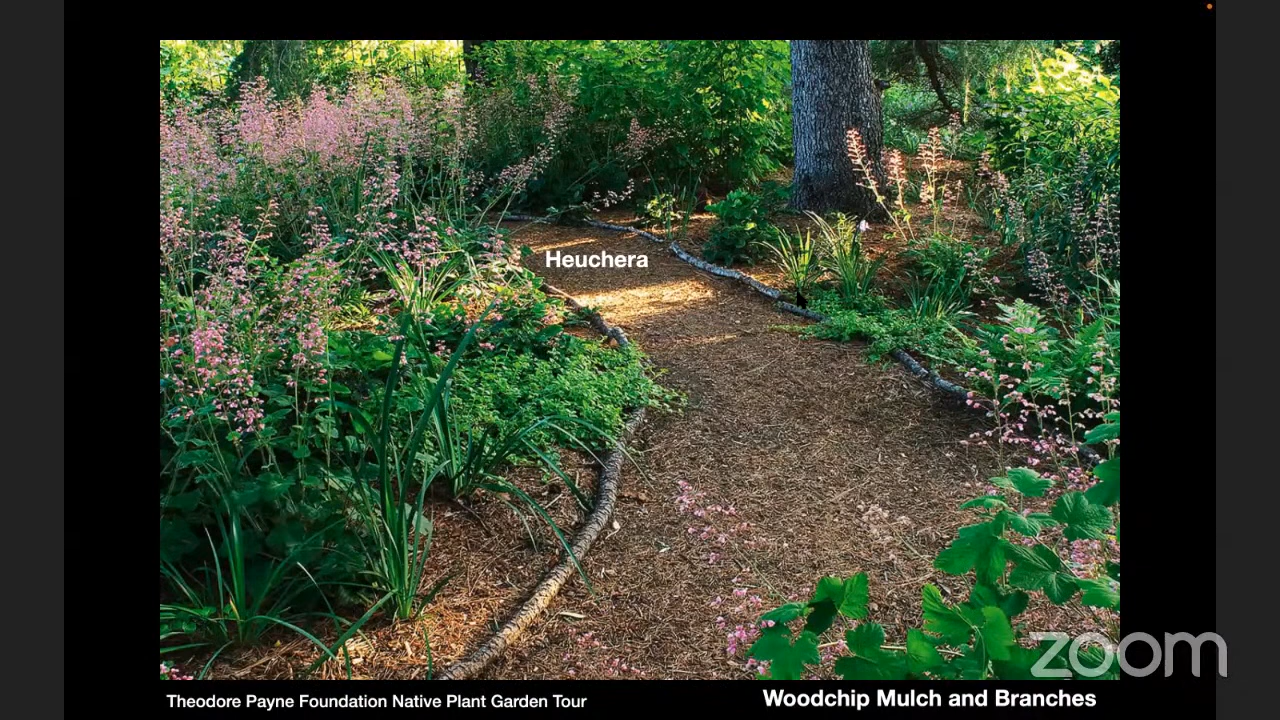 Heuchera
Theodore Payne Foundation Native Plant Garden Tour
Woodchip Mulch and Branches
zoom